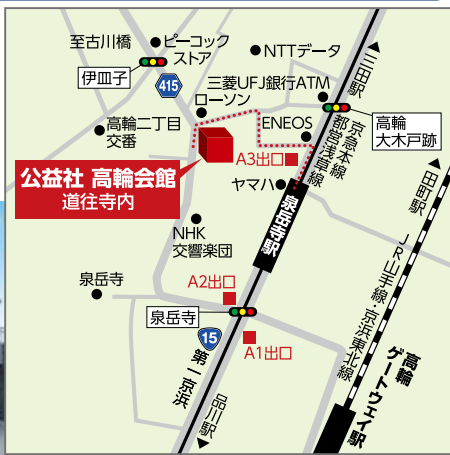 至古川橋
ピーコック
ストア
NTTデータ
三田駅
伊皿子
415
三菱UFJ銀行ATM
ローソン
高輪二丁目
交番
ENEOS
高輪
大木戸跡
京急本線
都営浅草線
A3出口
公益社 高輪会館
道往寺内
ヤマハ
田町駅
泉岳寺駅
NHK
交響楽団
JR山手線・京浜東北線
泉岳寺
A2出口
泉岳寺
15
A1出口
第一京浜
品川駅
高輪
ゲートウェイ駅